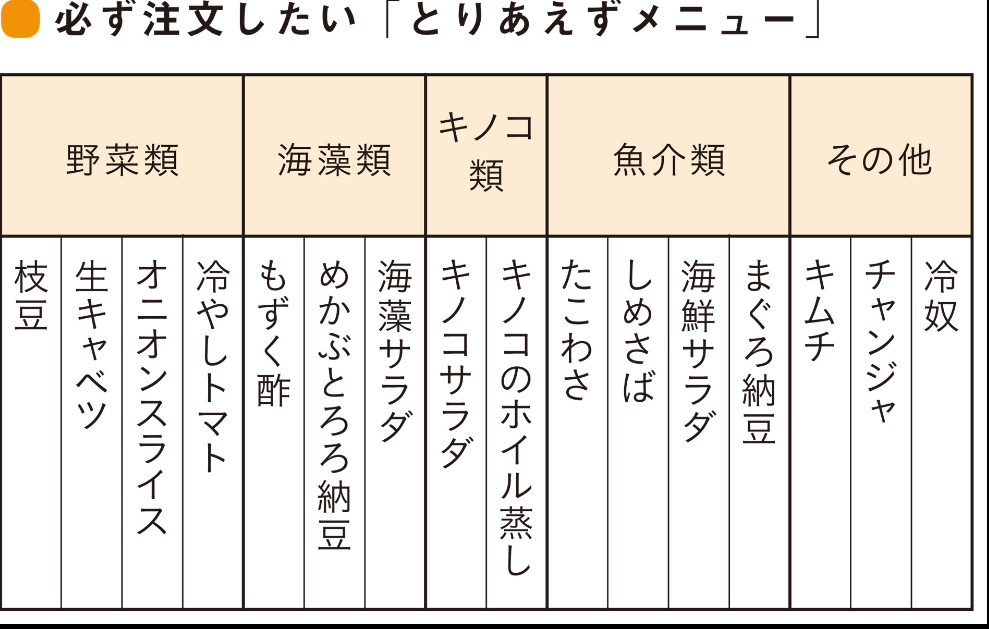 必ず注文したい「とりあえずメニュー」
野菜類
枝豆
生キャベツ
オニオンスライス
冷やしトマト
海藻類
もずく酢
めかぶとろろ納豆
海藻サラダ
キノコ
類
キノコサラダ
キノコのホイル蒸し
魚介類
たこわさ
しめさば
海鮮サラダ
まぐろ納豆
その他
キムチ
チャンジャ
冷奴